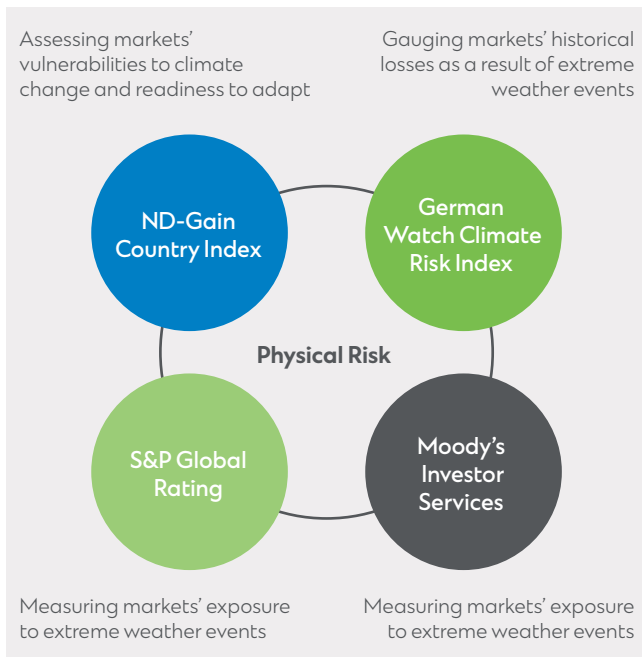 Assessing markets'
vulnerabilities to climate
change and readiness to adapt
Gauging markets' historical
losses as a result of extreme
weather events
ND-Gain
Country Index
German
Watch Climate
Risk Index
Physical Risk
S&P Global
Rating
Moody's
Investor
Services
Measuring markets' exposure
to extreme weather events
Measuring markets' exposure
to extreme weather events